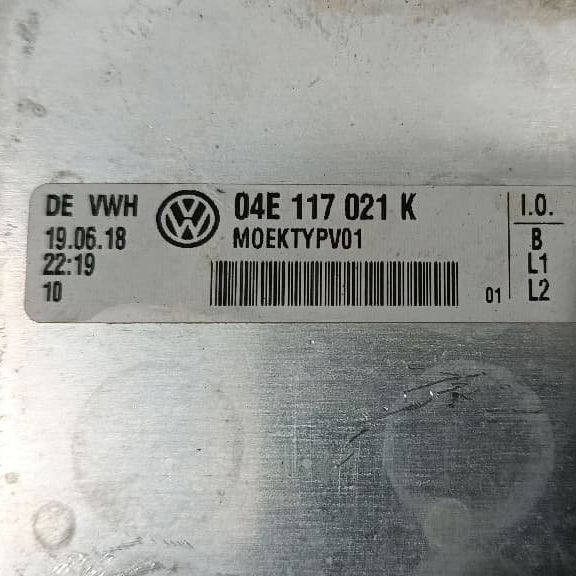 DE VWH 04E 117 021 K I.O.
19.06.18 MOEKTYPV01 B
22:19 L1
10 01 L2